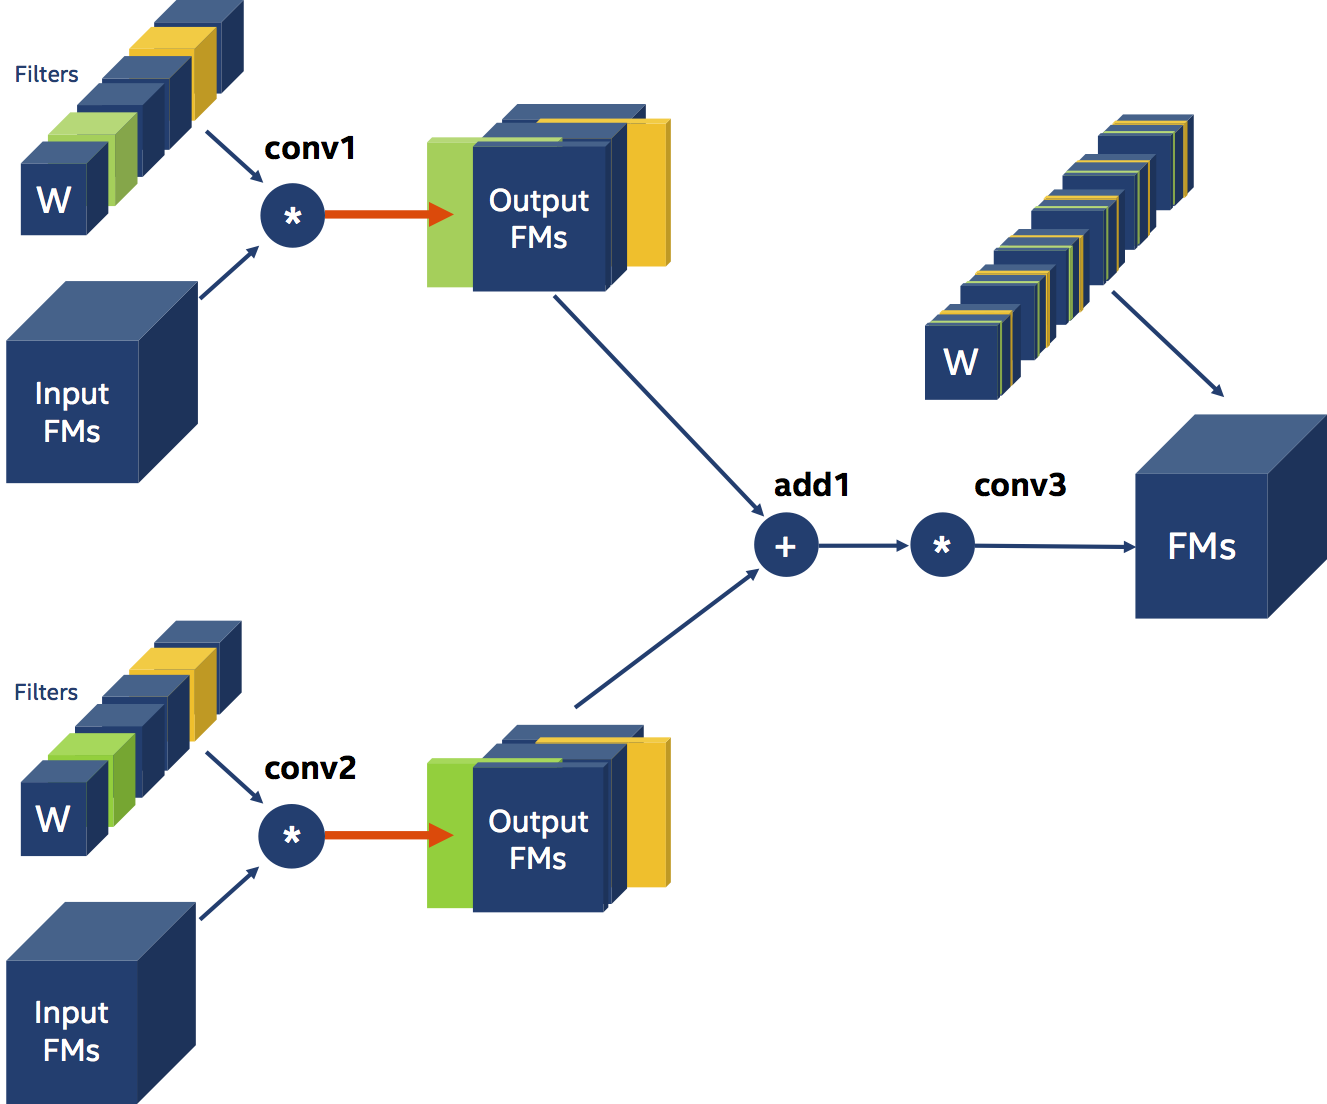 Filters
W
conv1
*
Input
FMs
Output
FMs
W
add1
+
conv3
*
FMs
Filters
W
conv2
*
Input
FMs
Output
FMs